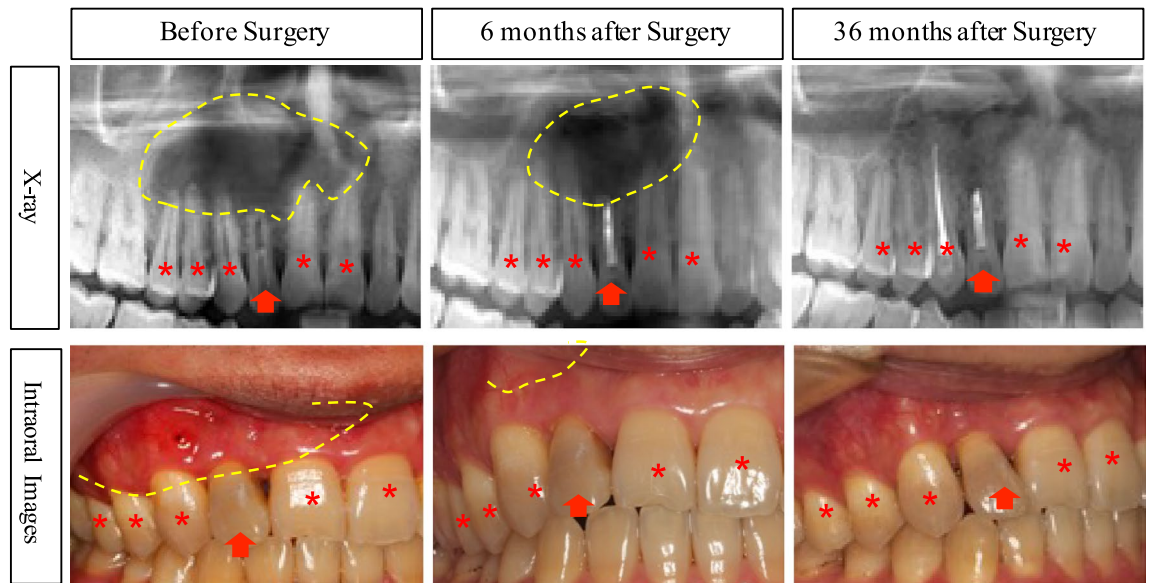 Before Surgery
6 months after Surgery
36 months after Surgery
X-ray
Intraoral Images